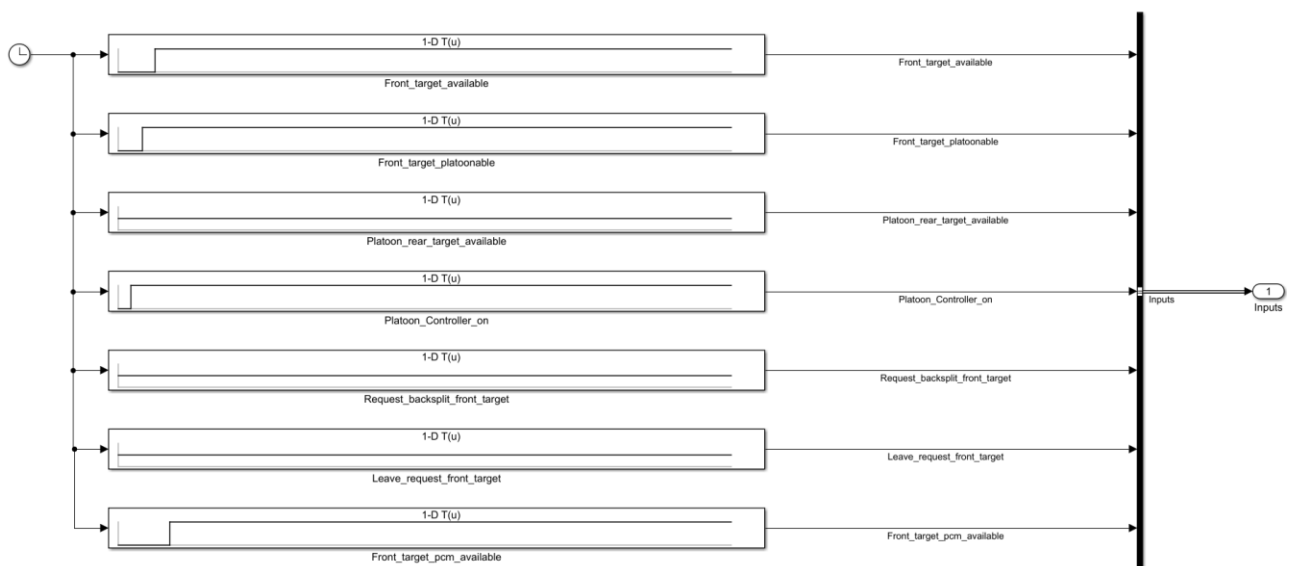 1-D T(u)
Front_target_available
Front_target_available
1-D T(u)
Front_target_platoonable
Front_target_platoonable
1-D T(u)
Platoon_rear_target_available
Platoon_rear_target_available
1-D T(u)
Platoon_Controller_on
Platoon_Controller_on
Inputs
1
Inputs
1-D T(u)
Request_backsplit_front_target
Request_backsplit_front_target
1-D T(u)
Leave_request_front_target
Leave_request_front_target
1-D T(u)
Front_target_pcm_available
Front_target_pcm_available